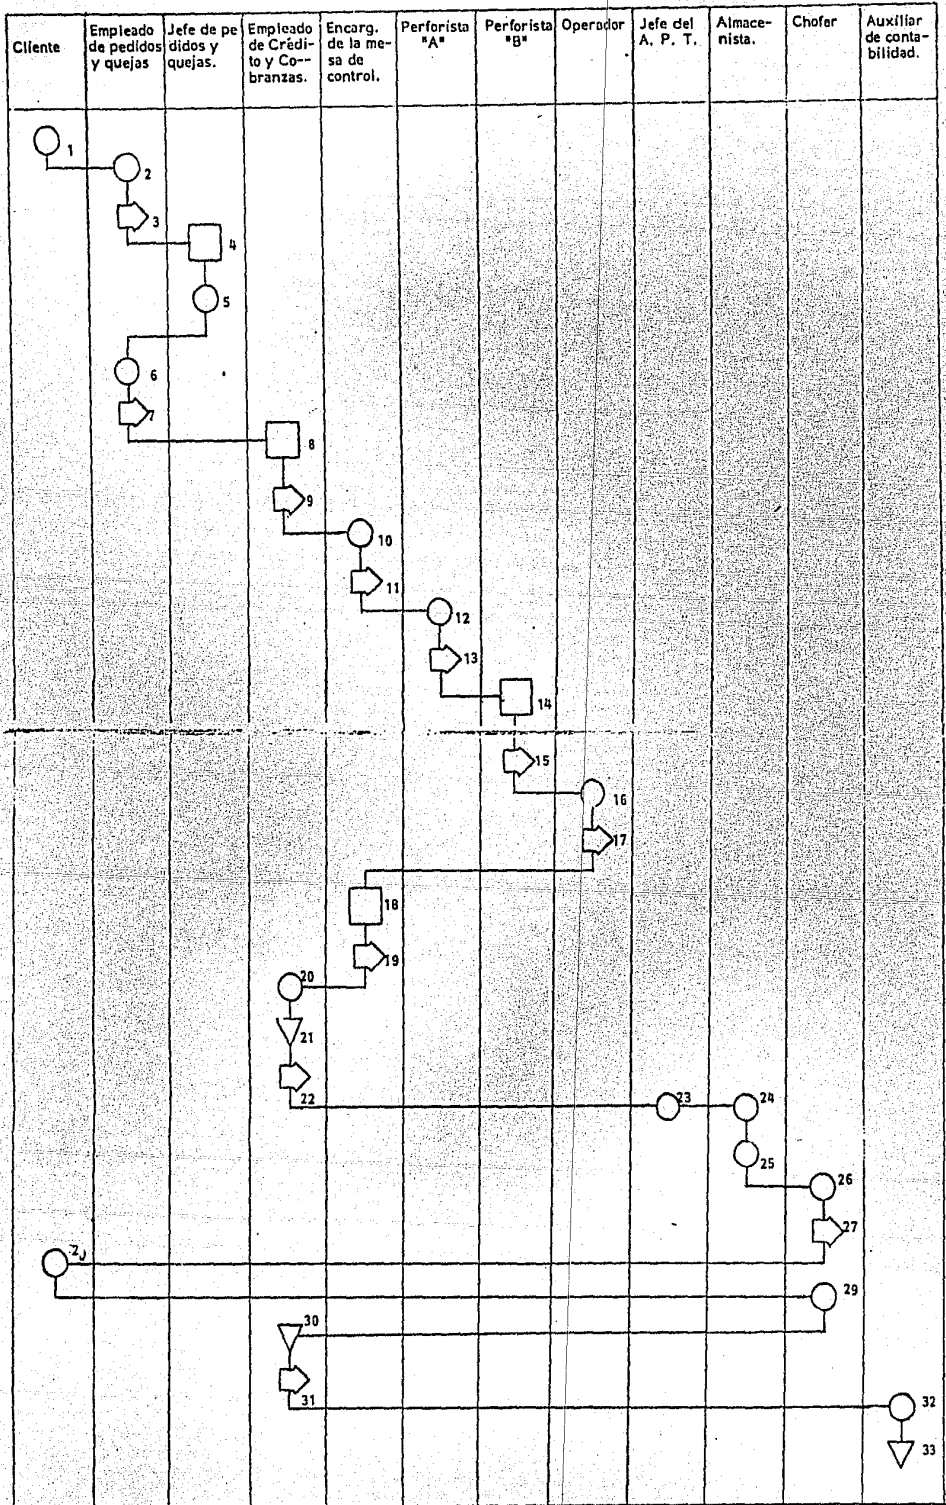 Cliente
Empleado
de pedidos
y quejas
Jefe de pe
didos y
quejas.
Empleado
de Crédi-
to y Co--
branzas.
Encarg.
de la me-
sa de
control.
Perforista
"A"
Perforista
"B"
Operador
Jefe del
A. P. T.
Almace-
nista.
Chofer
Auxiliar
de conta-
bilidad.
1
2
3
4
5
6
7
8
9
10
11
12
13
14
15
16
17
18
19
20
21
22
23
24
25
26
27
29
30
31
32
33